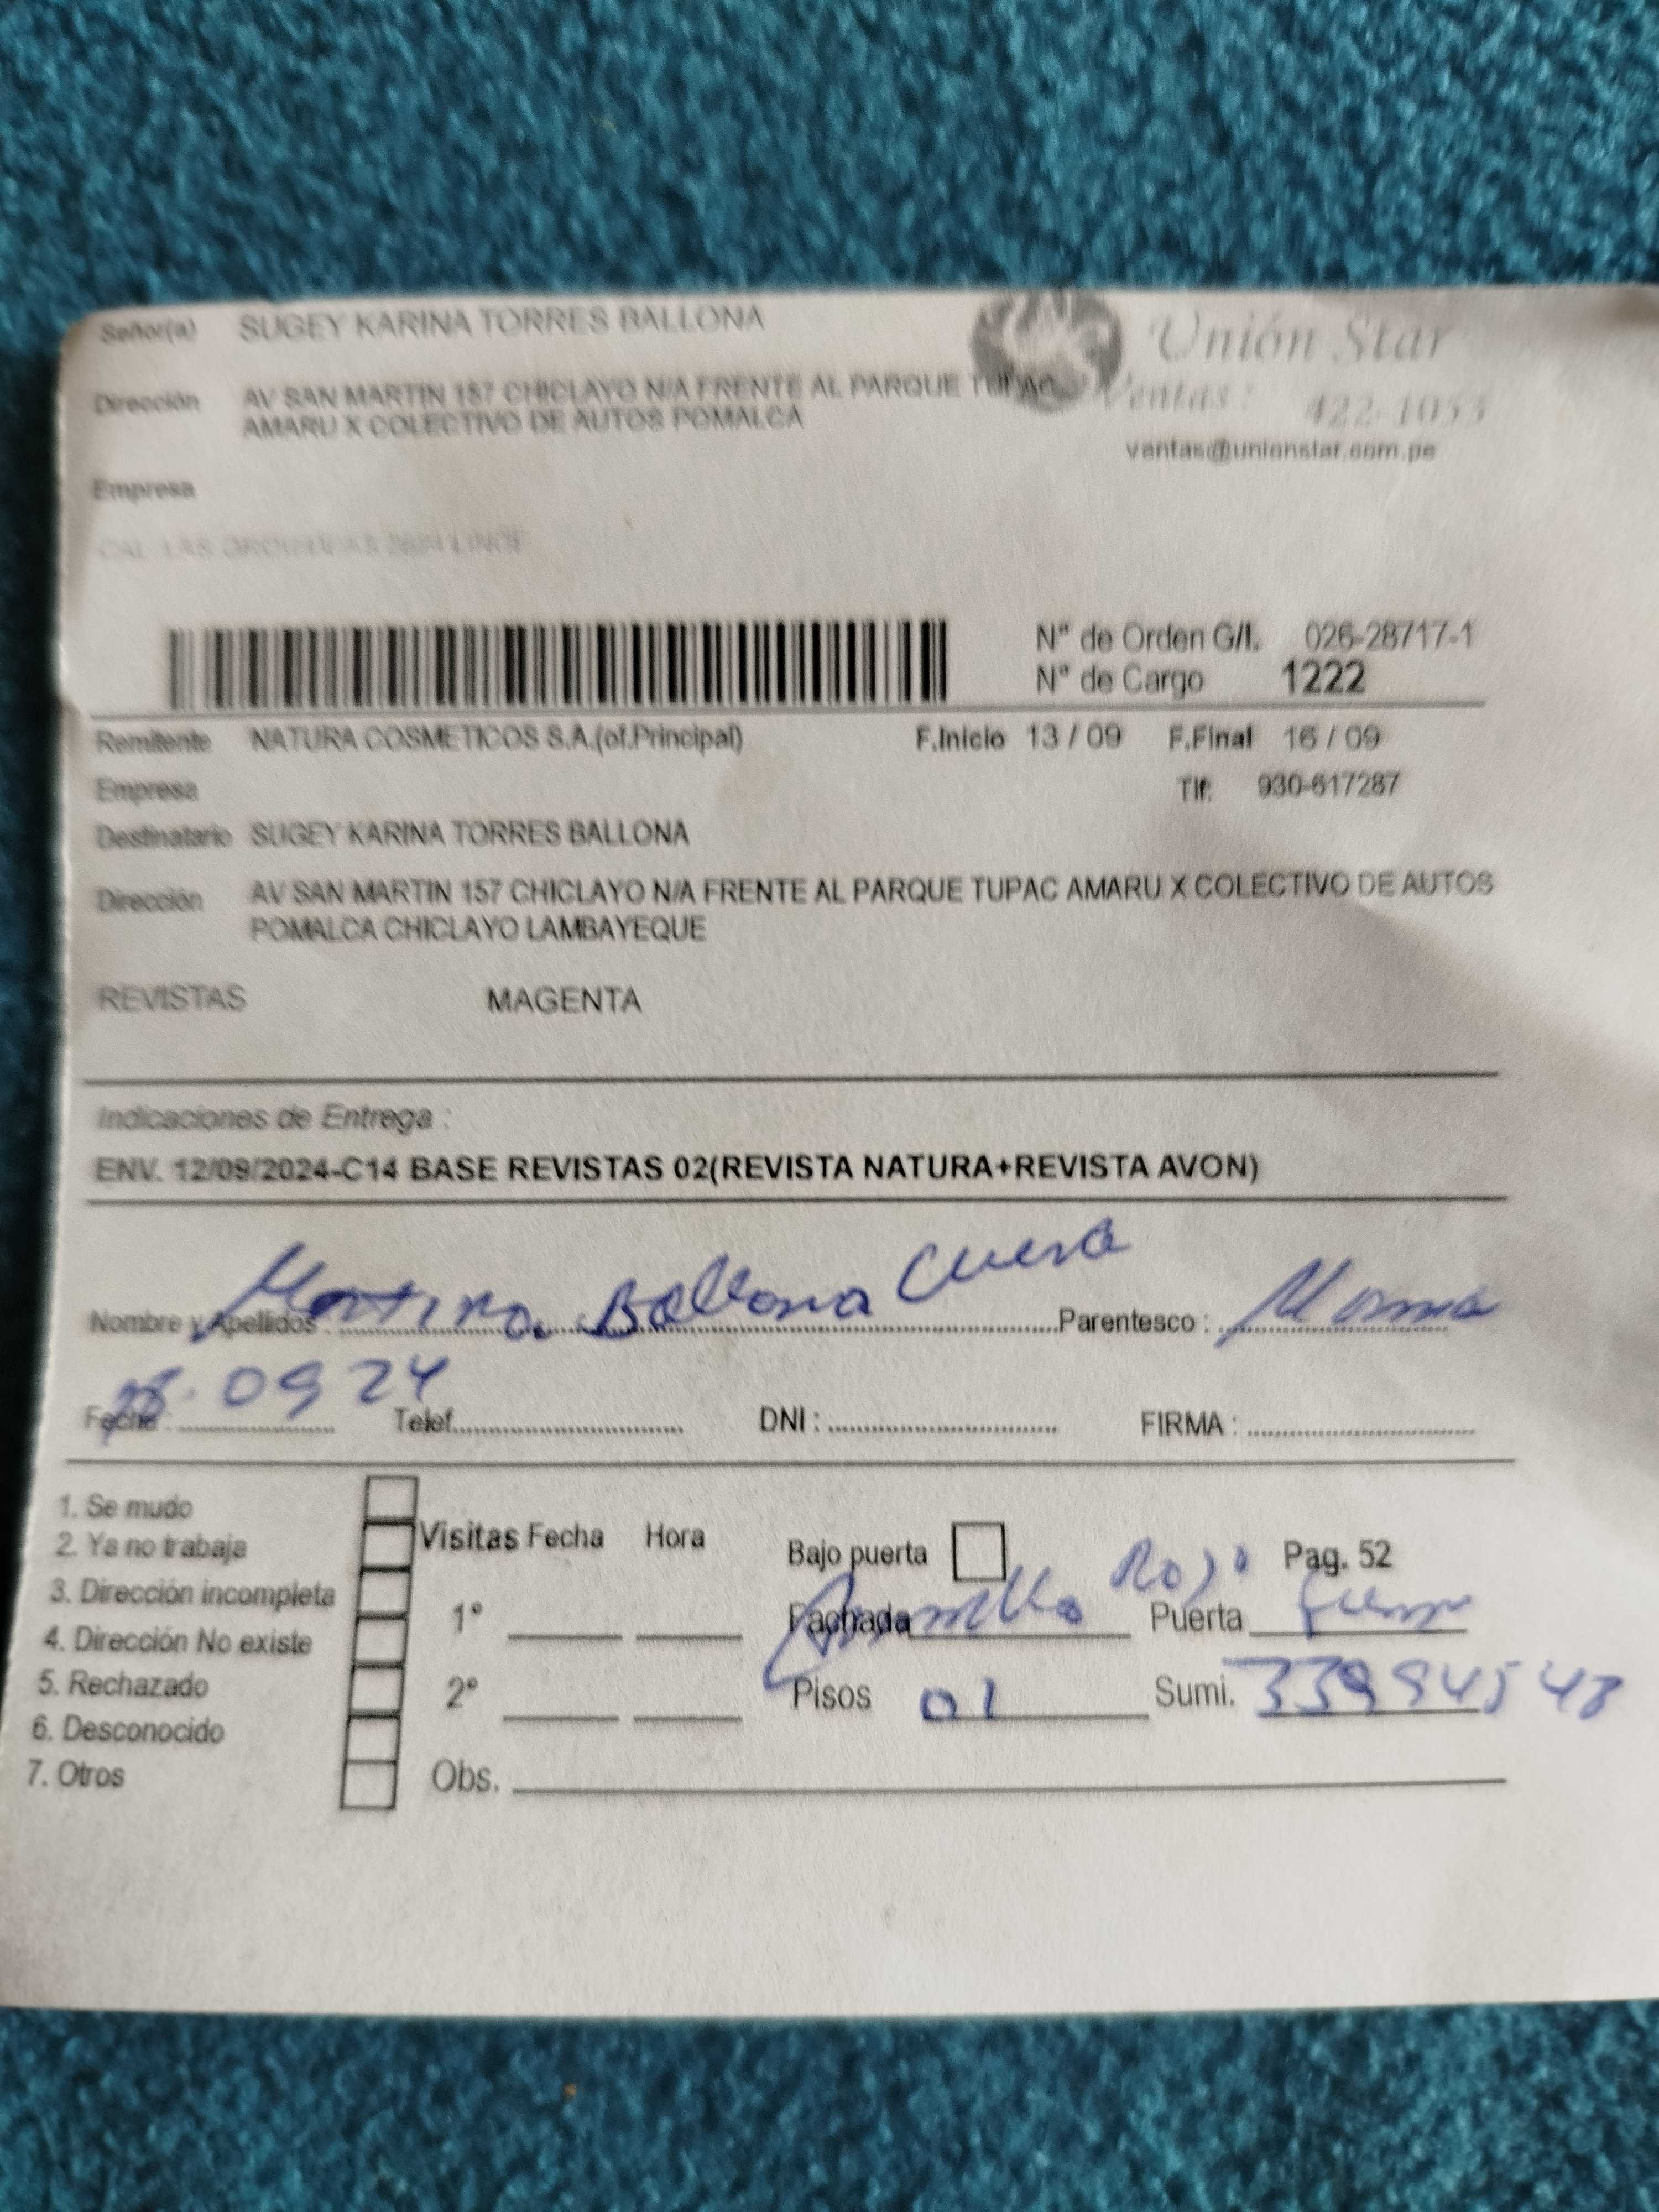 Señor(a) SUGEY KARINA TORRES BALLONA
Unión Star
Dirección AV SAN MARTIN 157 CHICLAYO N/A FRENTE AL PARQUE TUPAC
AMARU X COLECTIVO DE AUTOS POMALCA
Ventas: 422-1053
ventas@unionstar.com.pe
Empresa
N° de Orden G/I. 026-28717-1
N° de Cargo 1222
Remitente NATURA COSMETICOS S.A.(of.Principal) F.Inicio 13 / 09 F.Final 16 / 09
Empresa Tlf: 930-617287
Destinatario SUGEY KARINA TORRES BALLONA
Dirección AV SAN MARTIN 157 CHICLAYO N/A FRENTE AL PARQUE TUPAC AMARU X COLECTIVO DE AUTOS
POMALCA CHICLAYO LAMBAYEQUE
REVISTAS MAGENTA
Indicaciones de Entrega :
ENV. 12/09/2024-C14 BASE REVISTAS 02(REVISTA NATURA+REVISTA AVON)
Nombre y Apellidos : Ballona Parentesco :
Fecha : 09 24 Telef. DNI : FIRMA :
1. Se mudo
2. Ya no trabaja
3. Dirección incompleta
4. Dirección No existe
5. Rechazado
6. Desconocido
7. Otros
Visitas Fecha Hora
1°
2°
Obs.
Bajo puerta Pag. 52
Fachada Rojo Puerta
Pisos 01 Sumi.